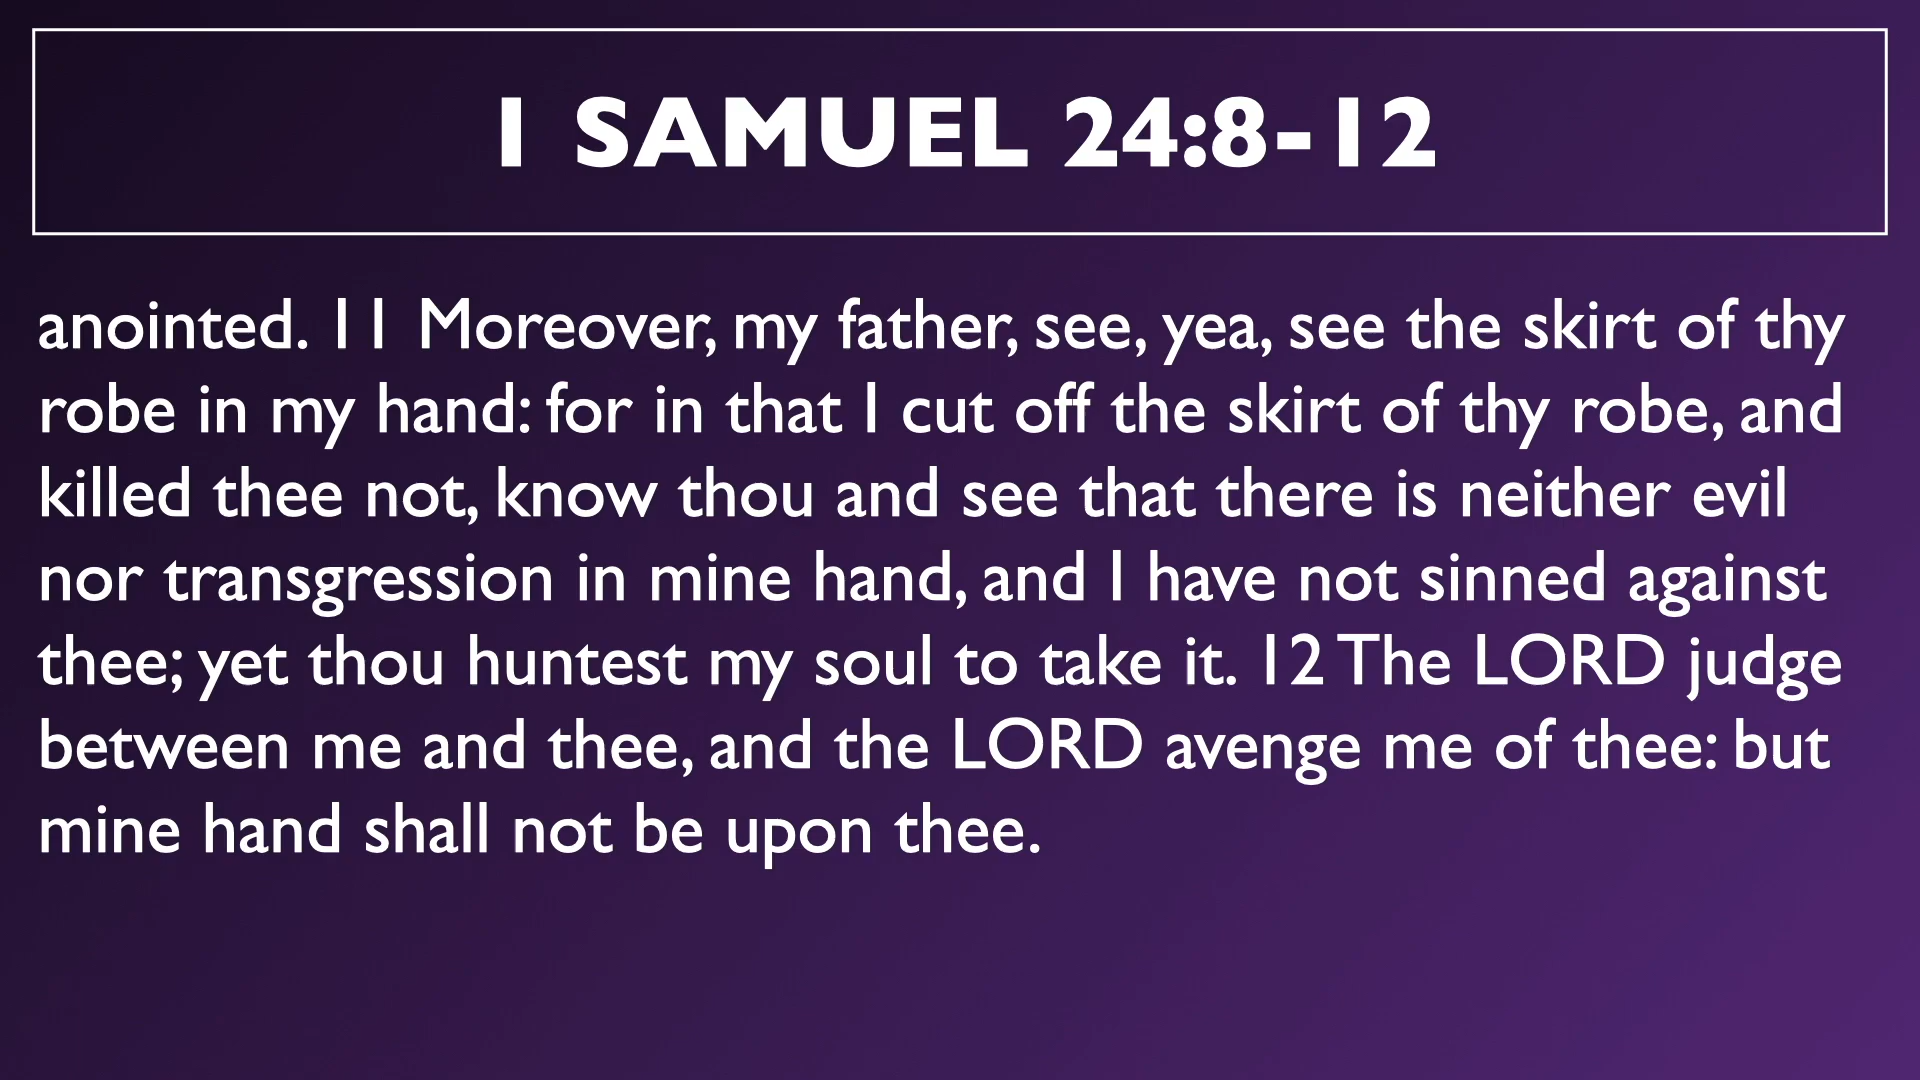 1 SAMUEL 24:8-12
anointed. 11 Moreover, my father, see, yea, see the skirt of thy
robe in my hand: for in that I cut off the skirt of thy robe, and
killed thee not, know thou and see that there is neither evil
nor transgression in mine hand, and I have not sinned against
thee; yet thou huntest my soul to take it. 12 The LORD judge
between me and thee, and the LORD avenge me of thee: but
mine hand shall not be upon thee.